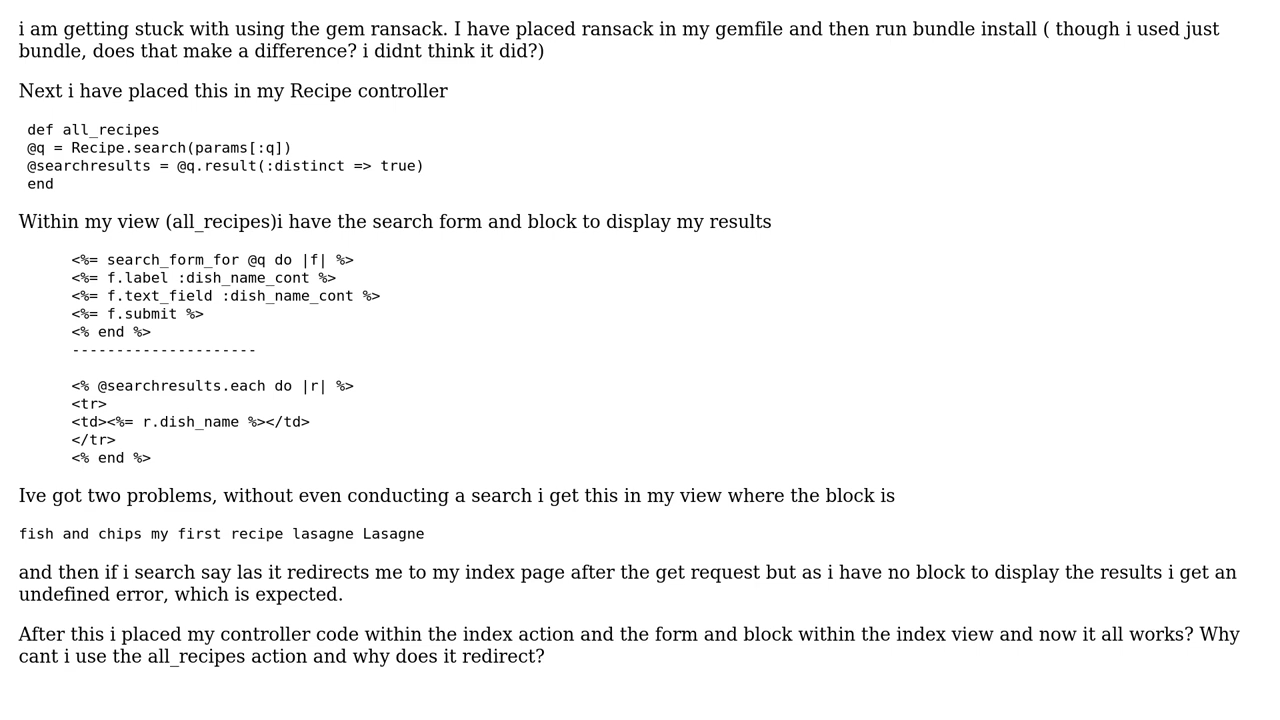 i am getting stuck with using the gem ransack. I have placed ransack in my gemfile and then run bundle install ( though i used just
bundle, does that make a difference? i didnt think it did?)
Next i have placed this in my Recipe controller
def all_recipes
@q = Recipe.search(params[:q])
@searchresults = @q.result(:distinct => true)
end
Within my view (all_recipes)i have the search form and block to display my results
<%= search_form_for @q do |f| %>
<%= f.label :dish_name_cont %>
<%= f.text_field :dish_name_cont %>
<%= f.submit %>
<% end %>
---------------------
<% @searchresults.each do |r| %>
<tr>
<td><%= r.dish_name %></td>
</tr>
<% end %>
Ive got two problems, without even conducting a search i get this in my view where the block is
fish and chips my first recipe lasagne Lasagne
and then if i search say las it redirects me to my index page after the get request but as i have no block to display the results i get an
undefined error, which is expected.
After this i placed my controller code within the index action and the form and block within the index view and now it all works? Why
cant i use the all_recipes action and why does it redirect?